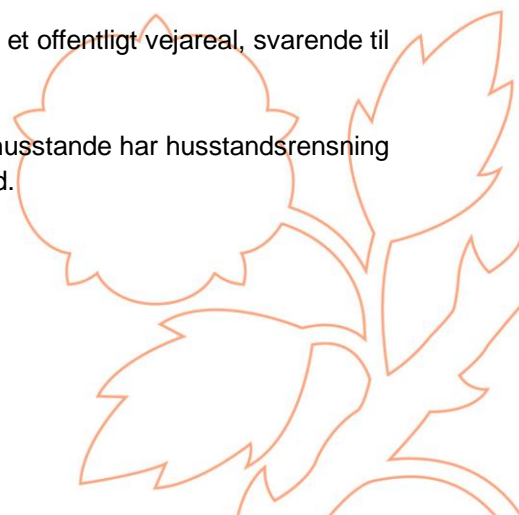 et offentligt vejareal, svarende til
husstande har husstandsrensning
d.